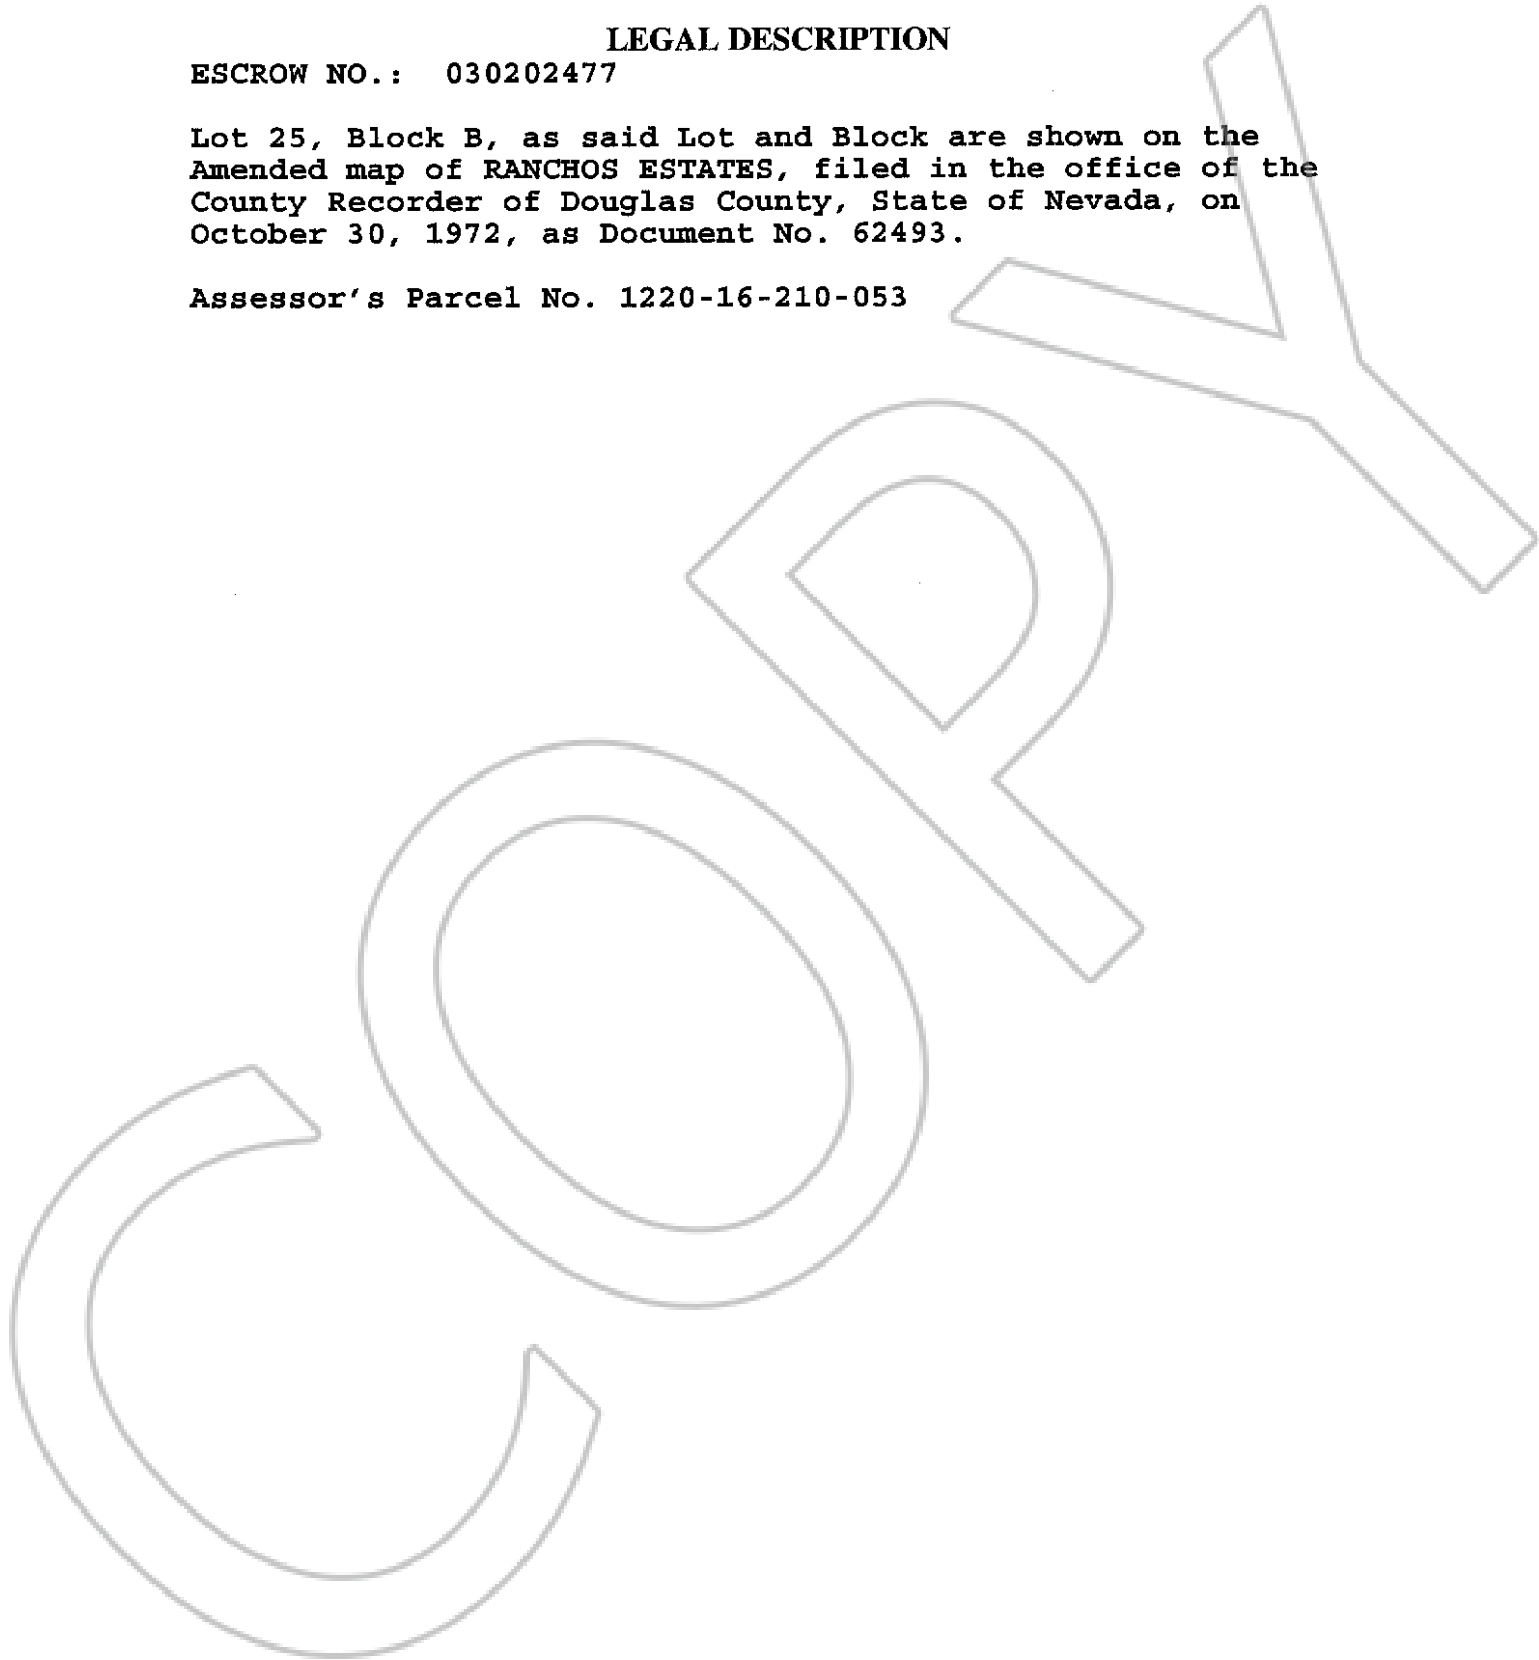 LEGAL DESCRIPTION
ESCROW NO.: 030202477
Lot 25, Block B, as said Lot and Block are shown on the
Amended map of RANCHOS ESTATES, filed in the office of the
County Recorder of Douglas County, State of Nevada, on
October 30, 1972, as Document No. 62493.
Assessor's Parcel No. 1220-16-210-053
COPY